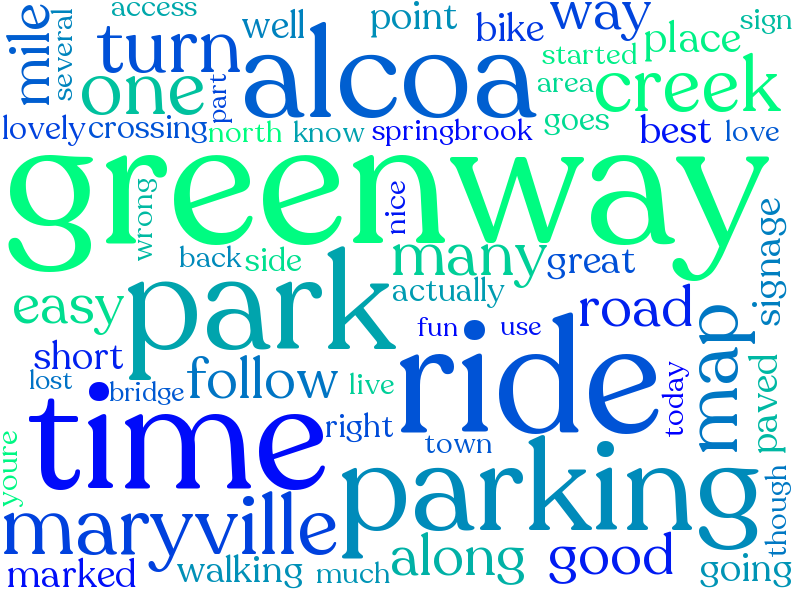 access
well
point
way
sign
mile
several
turn
bike
place
started
alcoa
one
part
area
creek
lovely
crossing
north
know
springbrook
goes
best
love
greenway
wrong
nice
back
side
many
great
signage
actually
easy
park
road
map
fun
use
short
ride
lost
bridge
follow
live
today
paved
time
right
town
youre
parking
though
maryville
along
good
marked
walking
much
going